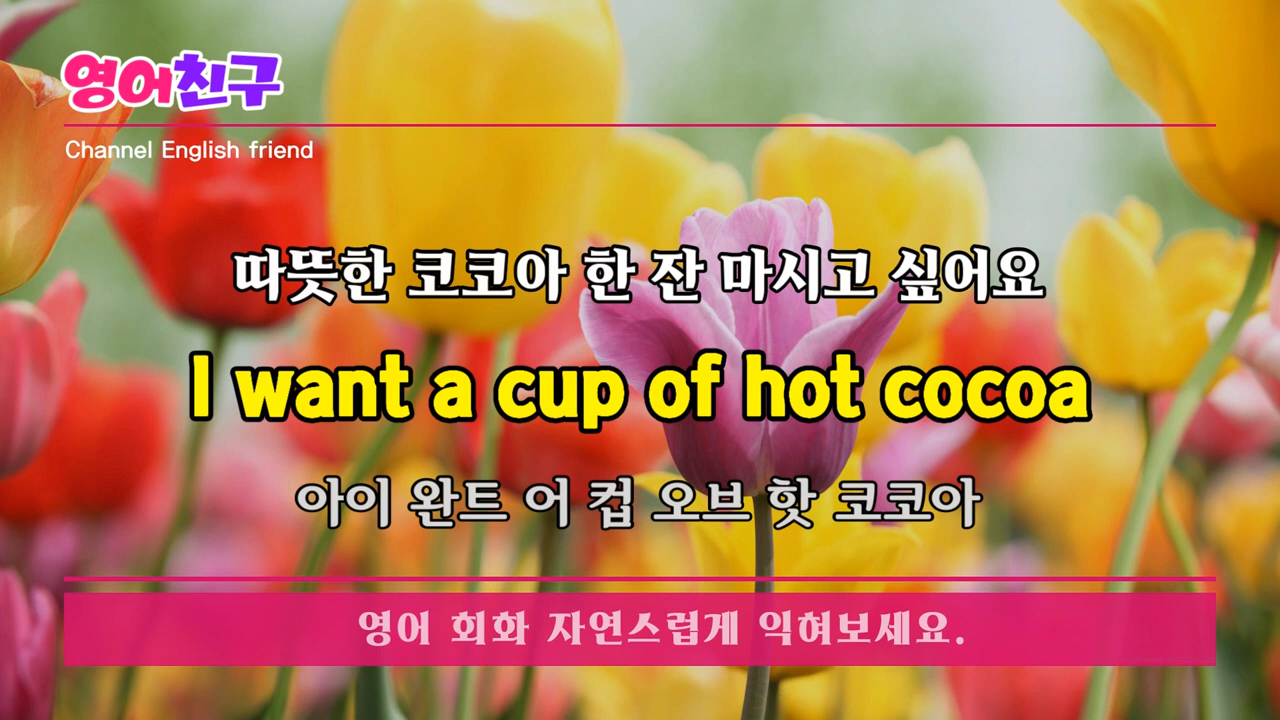 영어친구
Channel English friend
따뜻한 코코아 한 잔 마시고 싶어요
I want a cup of hot cocoa
아이 완트 어 컵 오브 핫 코코아
영어 회화 자연스럽게 익혀보세요.